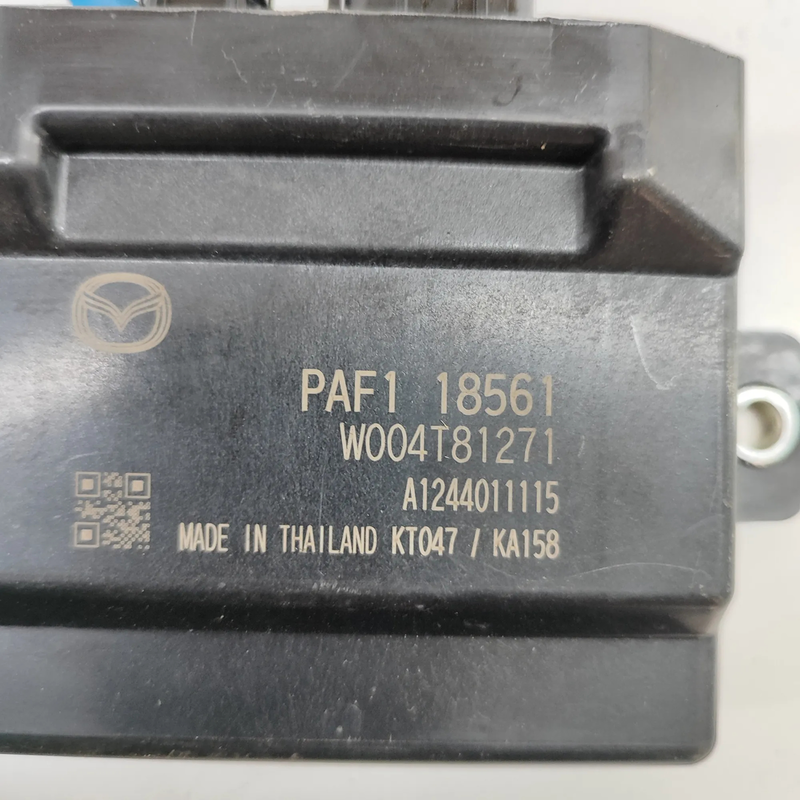 PAF1 18561
W004T81271
A1244011115
MADE IN THAILAND KT047 / KA158